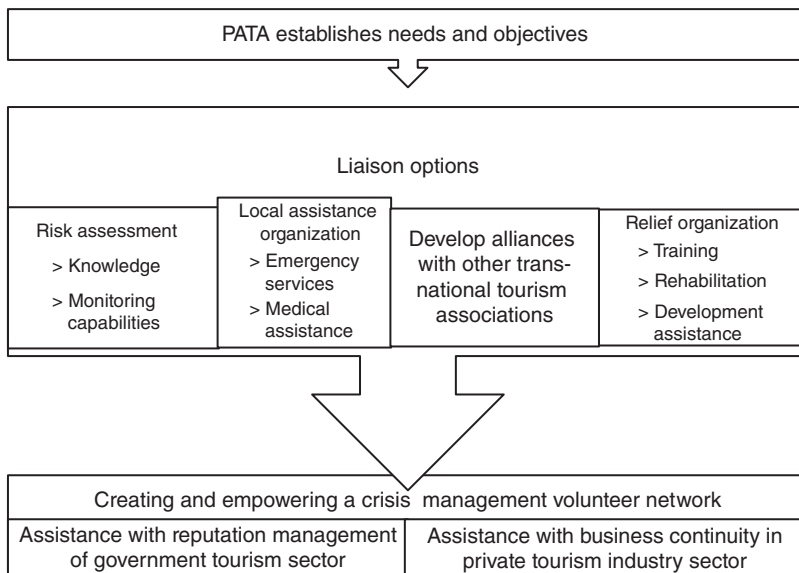 PATA establishes needs and objectives
Liaison options
Risk assessment
> Knowledge
> Monitoring
capabilities
Local assistance
organization
> Emergency
services
> Medical
assistance
Develop alliances
with other trans-
national tourism
associations
Relief organization
> Training
> Rehabilitation
> Development
assistance
Creating and empowering a crisis management volunteer network
Assistance with reputation management
of government tourism sector
Assistance with business continuity in
private tourism industry sector